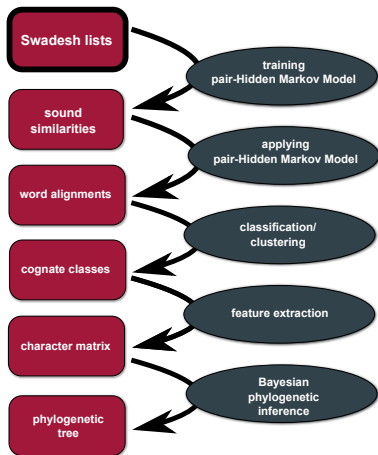 Swadesh lists
training
pair-Hidden Markov Model
sound
similarities
applying
pair-Hidden Markov Model
word alignments
classification/
clustering
cognate classes
feature extraction
character matrix
Bayesian
phylogenetic
inference
phylogenetic
tree